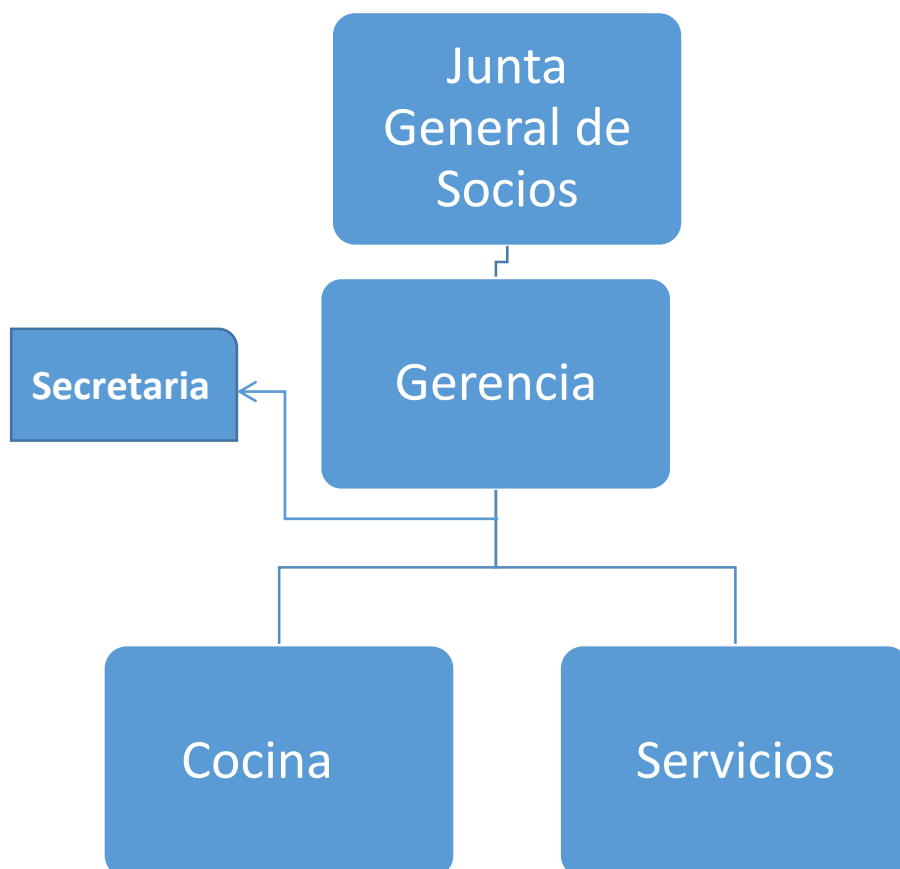 Junta
General de
Socios
Gerencia
Secretaria
Cocina
Servicios